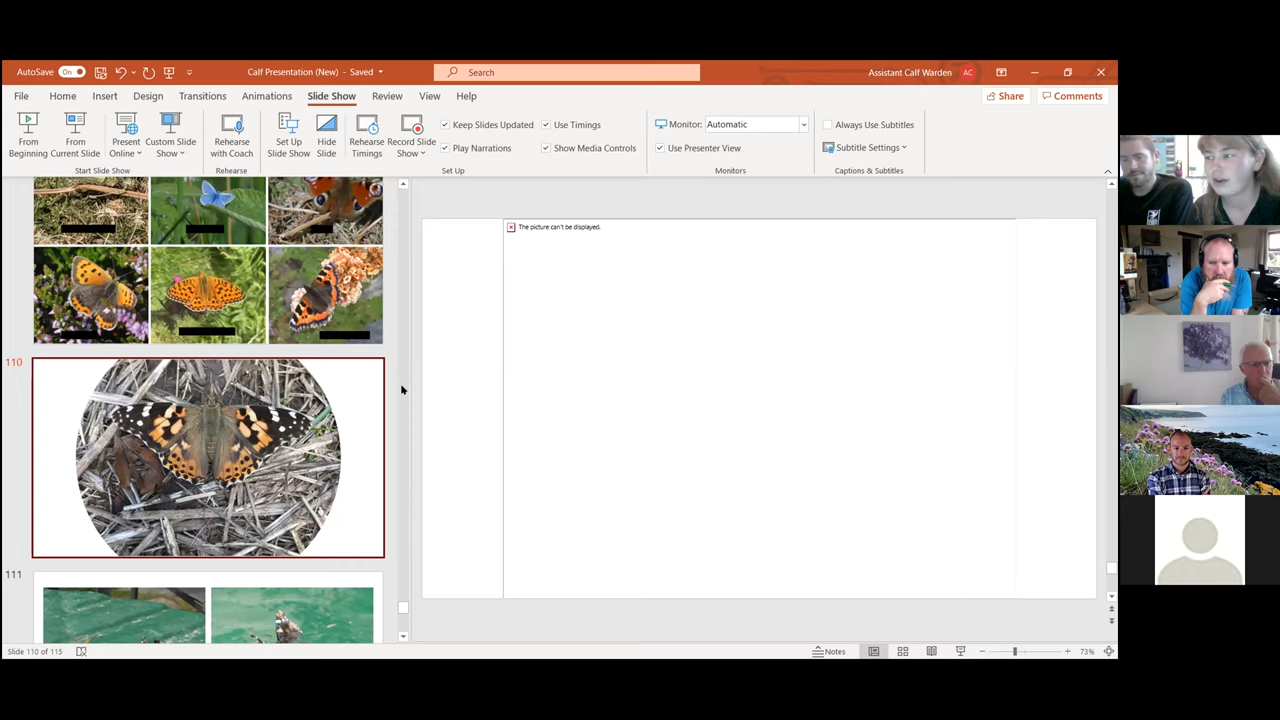 AutoSave On Calf Presentation (New) - Saved Search Assistant Calf Warden AC
File Home Insert Design Transitions Animations Slide Show Review View Help Share Comments
From Beginning
From Current Slide
Present Online
Custom Slide Show
Rehearse with Coach
Set Up Slide Show
Hide Slide
Rehearse Timings
Record Slide Show
Keep Slides Updated
Play Narrations
Use Timings
Show Media Controls
Monitor: Automatic
Use Presenter View
Always Use Subtitles
Subtitle Settings
Start Slide Show Rehearse Set Up Monitors Captions & Subtitles
The picture can't be displayed.
110
111
Slide 110 of 115 Notes 73%